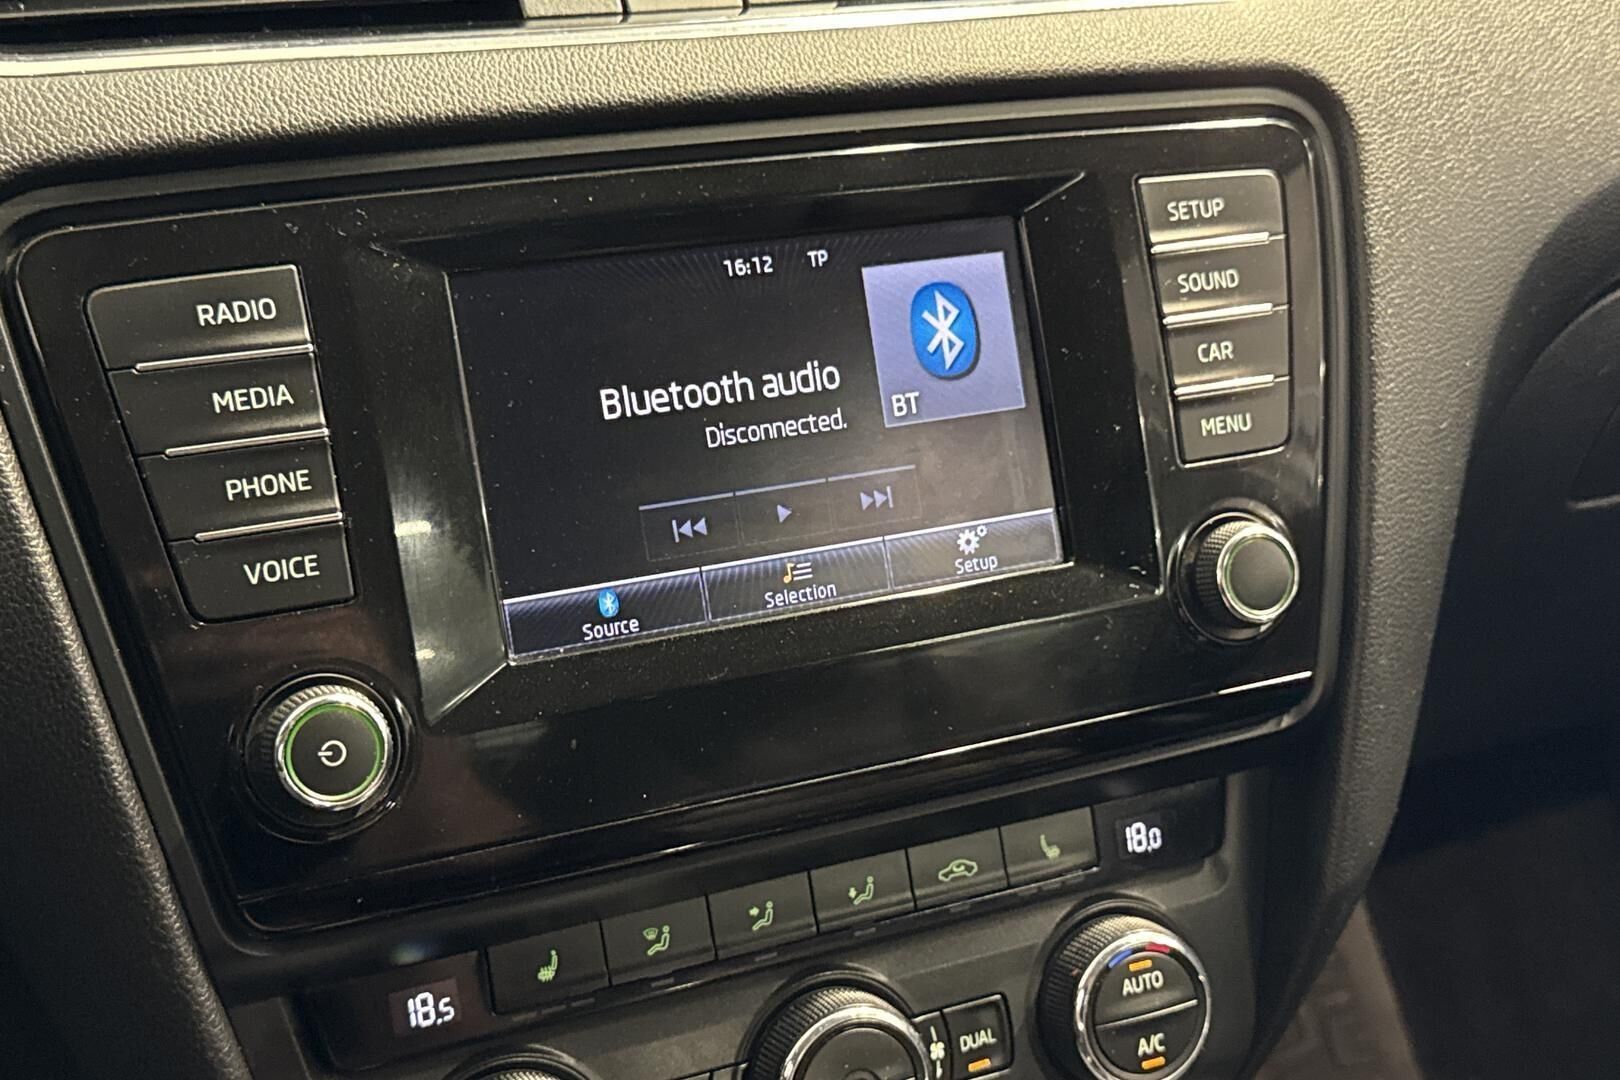 16:12 TP
Bluetooth audio
Disconnected.
BT
Source
Selection
Setup
RADIO
MEDIA
PHONE
VOICE
SETUP
SOUND
CAR
MENU
18.5
18.0
DUAL
AUTO
A/C